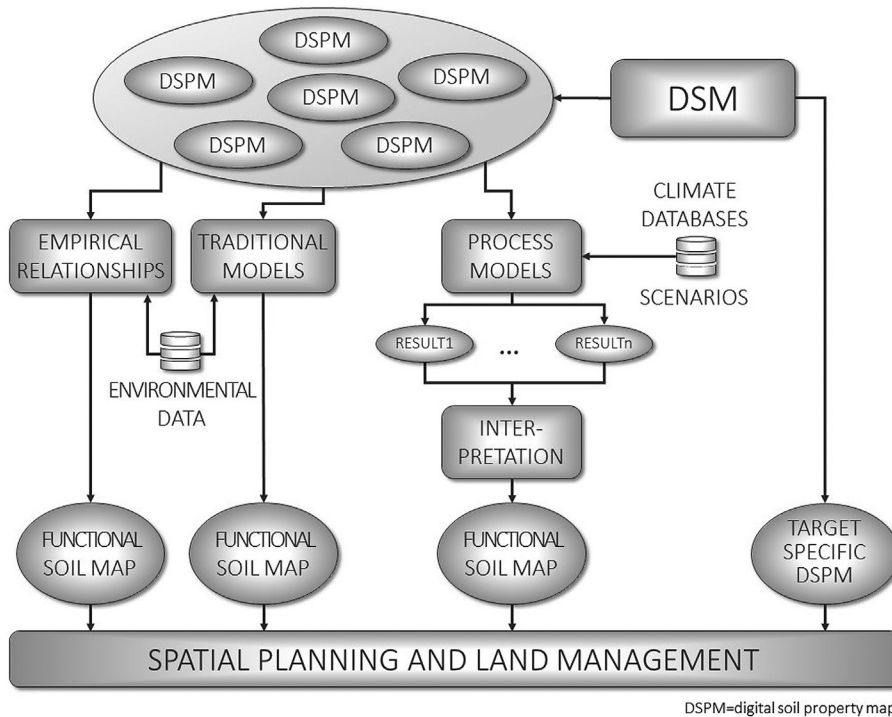 DSPM
DSPM
DSPM
DSPM
DSPM
DSPM
DSM
EMPIRICAL
RELATIONSHIPS
TRADITIONAL
MODELS
PROCESS
MODELS
CLIMATE
DATABASES
SCENARIOS
RESULT1
...
RESULTn
ENVIRONMENTAL
DATA
INTER-
PRETATION
FUNCTIONAL
SOIL MAP
FUNCTIONAL
SOIL MAP
FUNCTIONAL
SOIL MAP
TARGET
SPECIFIC
DSPM
SPATIAL PLANNING AND LAND MANAGEMENT
DSPM=digital soil property map